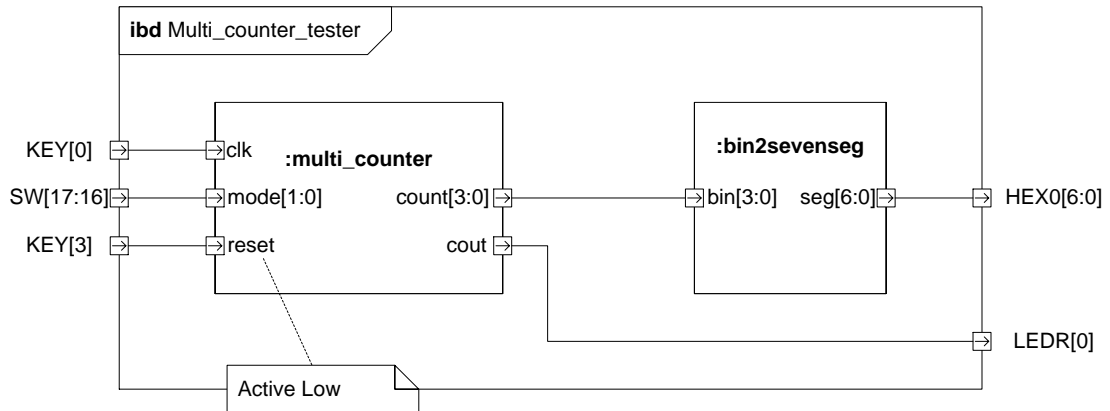 ibd Multi_counter_tester
KEY[0]
clk
:multi_counter
:bin2sevenseg
SW[17:16]
mode[1:0]
count[3:0]
bin[3:0]
seg[6:0]
HEX0[6:0]
KEY[3]
reset
cout
LEDR[0]
Active Low